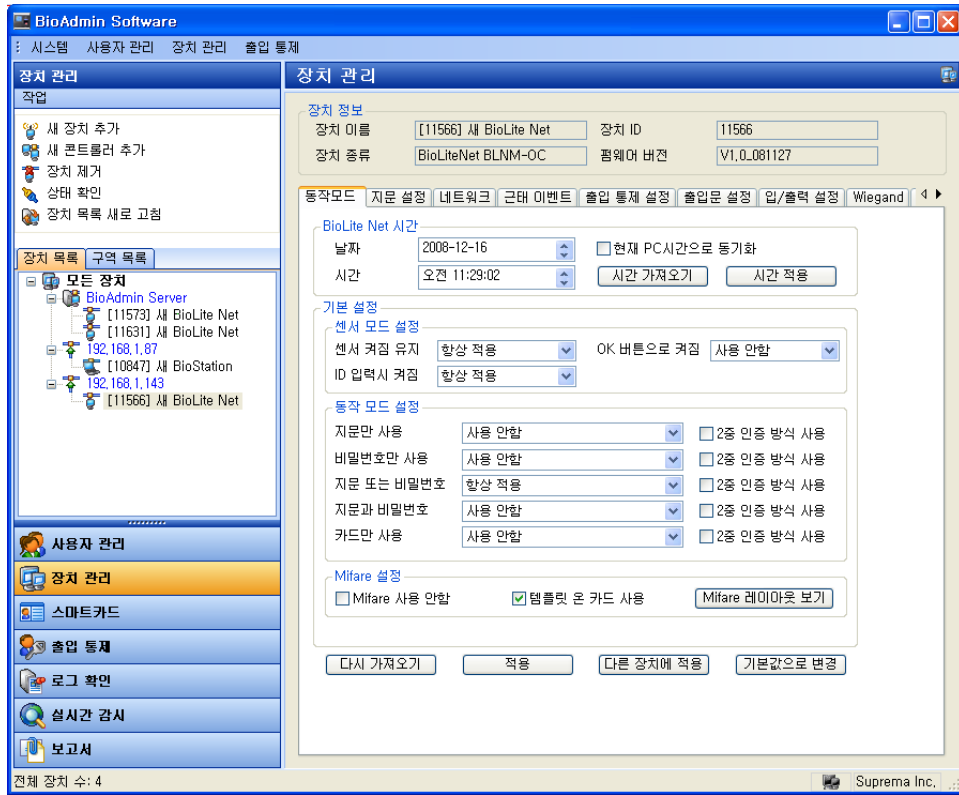 BioAdmin Software
시스템 사용자 관리 장치 관리 출입 통제
장치 관리
작업
새 장치 추가
새 콘트롤러 추가
장치 제거
상태 확인
장치 목록 새로 고침
장치 목록 구역 목록
모든 장치
BioAdmin Server
[11573] 새 BioLite Net
[11631] 새 BioLite Net
192.168.1.87
[10847] 새 BioStation
192.168.1.143
[11566] 새 BioLite Net
사용자 관리
장치 관리
스마트카드
출입 통제
로그 확인
실시간 감시
보고서
장치 관리
장치 정보
장치 이름 [11566] 새 BioLite Net 장치 ID 11566
장치 종류 BioLiteNet BLNM-OC 펌웨어 버전 V1.0_081127
동작모드 지문 설정 네트워크 근태 이벤트 출입 통제 설정 출입문 설정 입/출력 설정 Wiegand
BioLite Net 시간
날짜 2008-12-16 현재 PC시간으로 동기화
시간 오전 11:29:02 시간 가져오기 시간 적용
기본 설정
센서 모드 설정
센서 켜짐 유지 항상 적용 OK 버튼으로 켜짐 사용 안함
ID 입력시 켜짐 항상 적용
동작 모드 설정
지문만 사용 사용 안함 2중 인증 방식 사용
비밀번호만 사용 사용 안함 2중 인증 방식 사용
지문 또는 비밀번호 항상 적용 2중 인증 방식 사용
지문과 비밀번호 사용 안함 2중 인증 방식 사용
카드만 사용 사용 안함 2중 인증 방식 사용
Mifare 설정
Mifare 사용 안함 템플릿 온 카드 사용 Mifare 레이아웃 보기
다시 가져오기 적용 다른 장치에 적용 기본값으로 변경
전체 장치 수: 4 Suprema Inc.